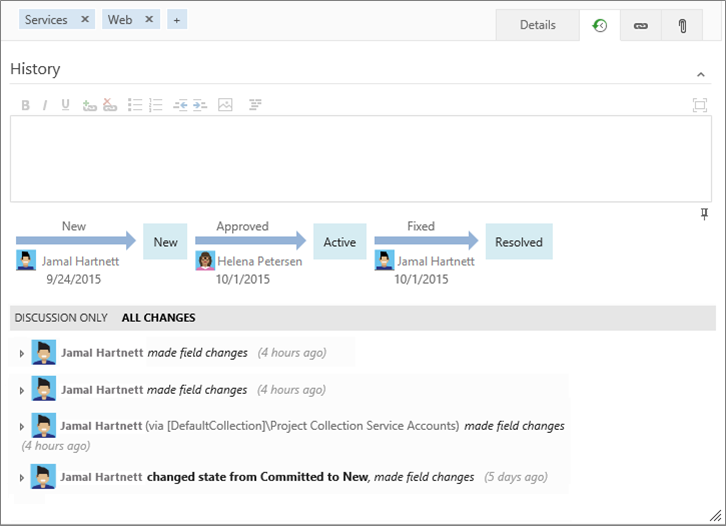 Services × Web × +
Details
History
B I U
New Approved Fixed
New Active Resolved
Jamal Hartnett Helena Petersen Jamal Hartnett
9/24/2015 10/1/2015 10/1/2015
DISCUSSION ONLY ALL CHANGES
Jamal Hartnett made field changes (4 hours ago)
Jamal Hartnett made field changes (4 hours ago)
Jamal Hartnett (via [DefaultCollection]\Project Collection Service Accounts) made field changes
(4 hours ago)
Jamal Hartnett changed state from Committed to New, made field changes (5 days ago)